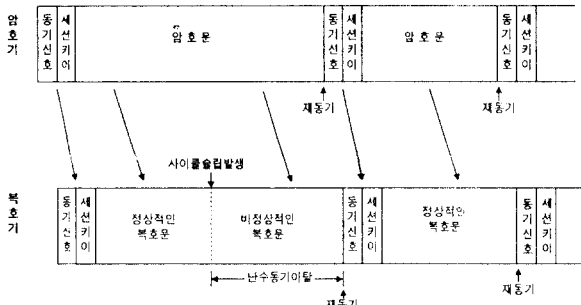 암호기
동기신호
세션키이
암호문
동기신호
세션키이
암호문
동기신호
세션키이
재동기
재동기
사이클슬립발생
복호기
동기신호
세션키이
정상적인
복호문
비정상적인
복호문
동기신호
세션키이
정상적인
복호문
동기신호
세션키이
난수동기이탈
재동기
재동기